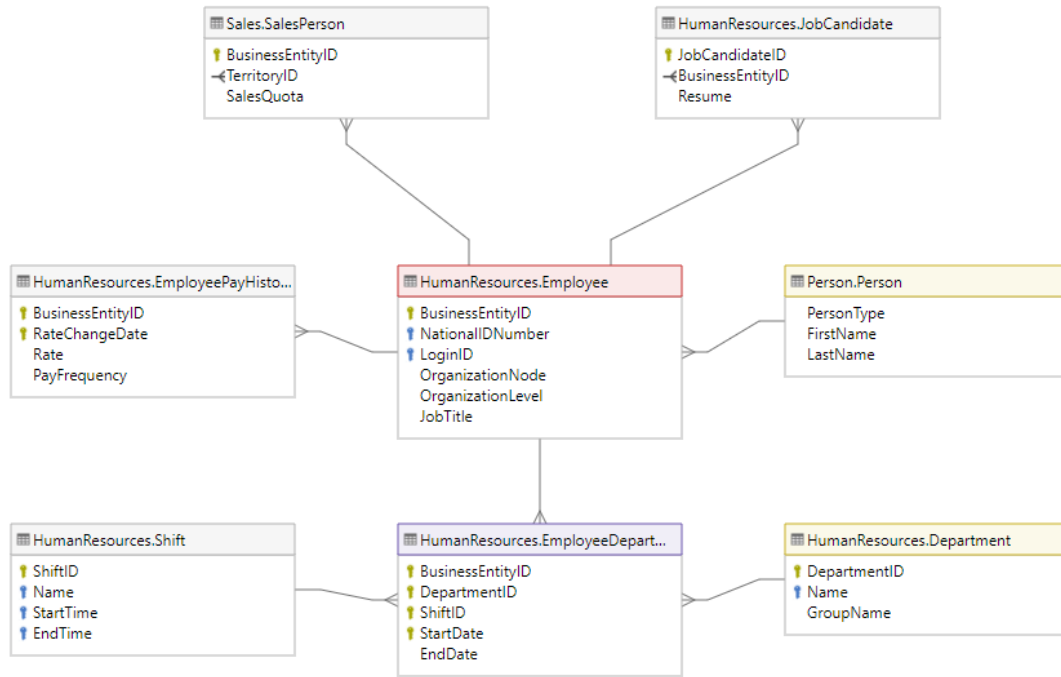 Sales.SalesPerson
BusinessEntityID
TerritoryID
SalesQuota
HumanResources.JobCandidate
JobCandidateID
BusinessEntityID
Resume
HumanResources.EmployeePayHisto...
BusinessEntityID
RateChangeDate
Rate
PayFrequency
HumanResources.Employee
BusinessEntityID
NationalIDNumber
LoginID
OrganizationNode
OrganizationLevel
JobTitle
Person.Person
PersonType
FirstName
LastName
HumanResources.Shift
ShiftID
Name
StartTime
EndTime
HumanResources.EmployeeDepart...
BusinessEntityID
DepartmentID
ShiftID
StartDate
EndDate
HumanResources.Department
DepartmentID
Name
GroupName